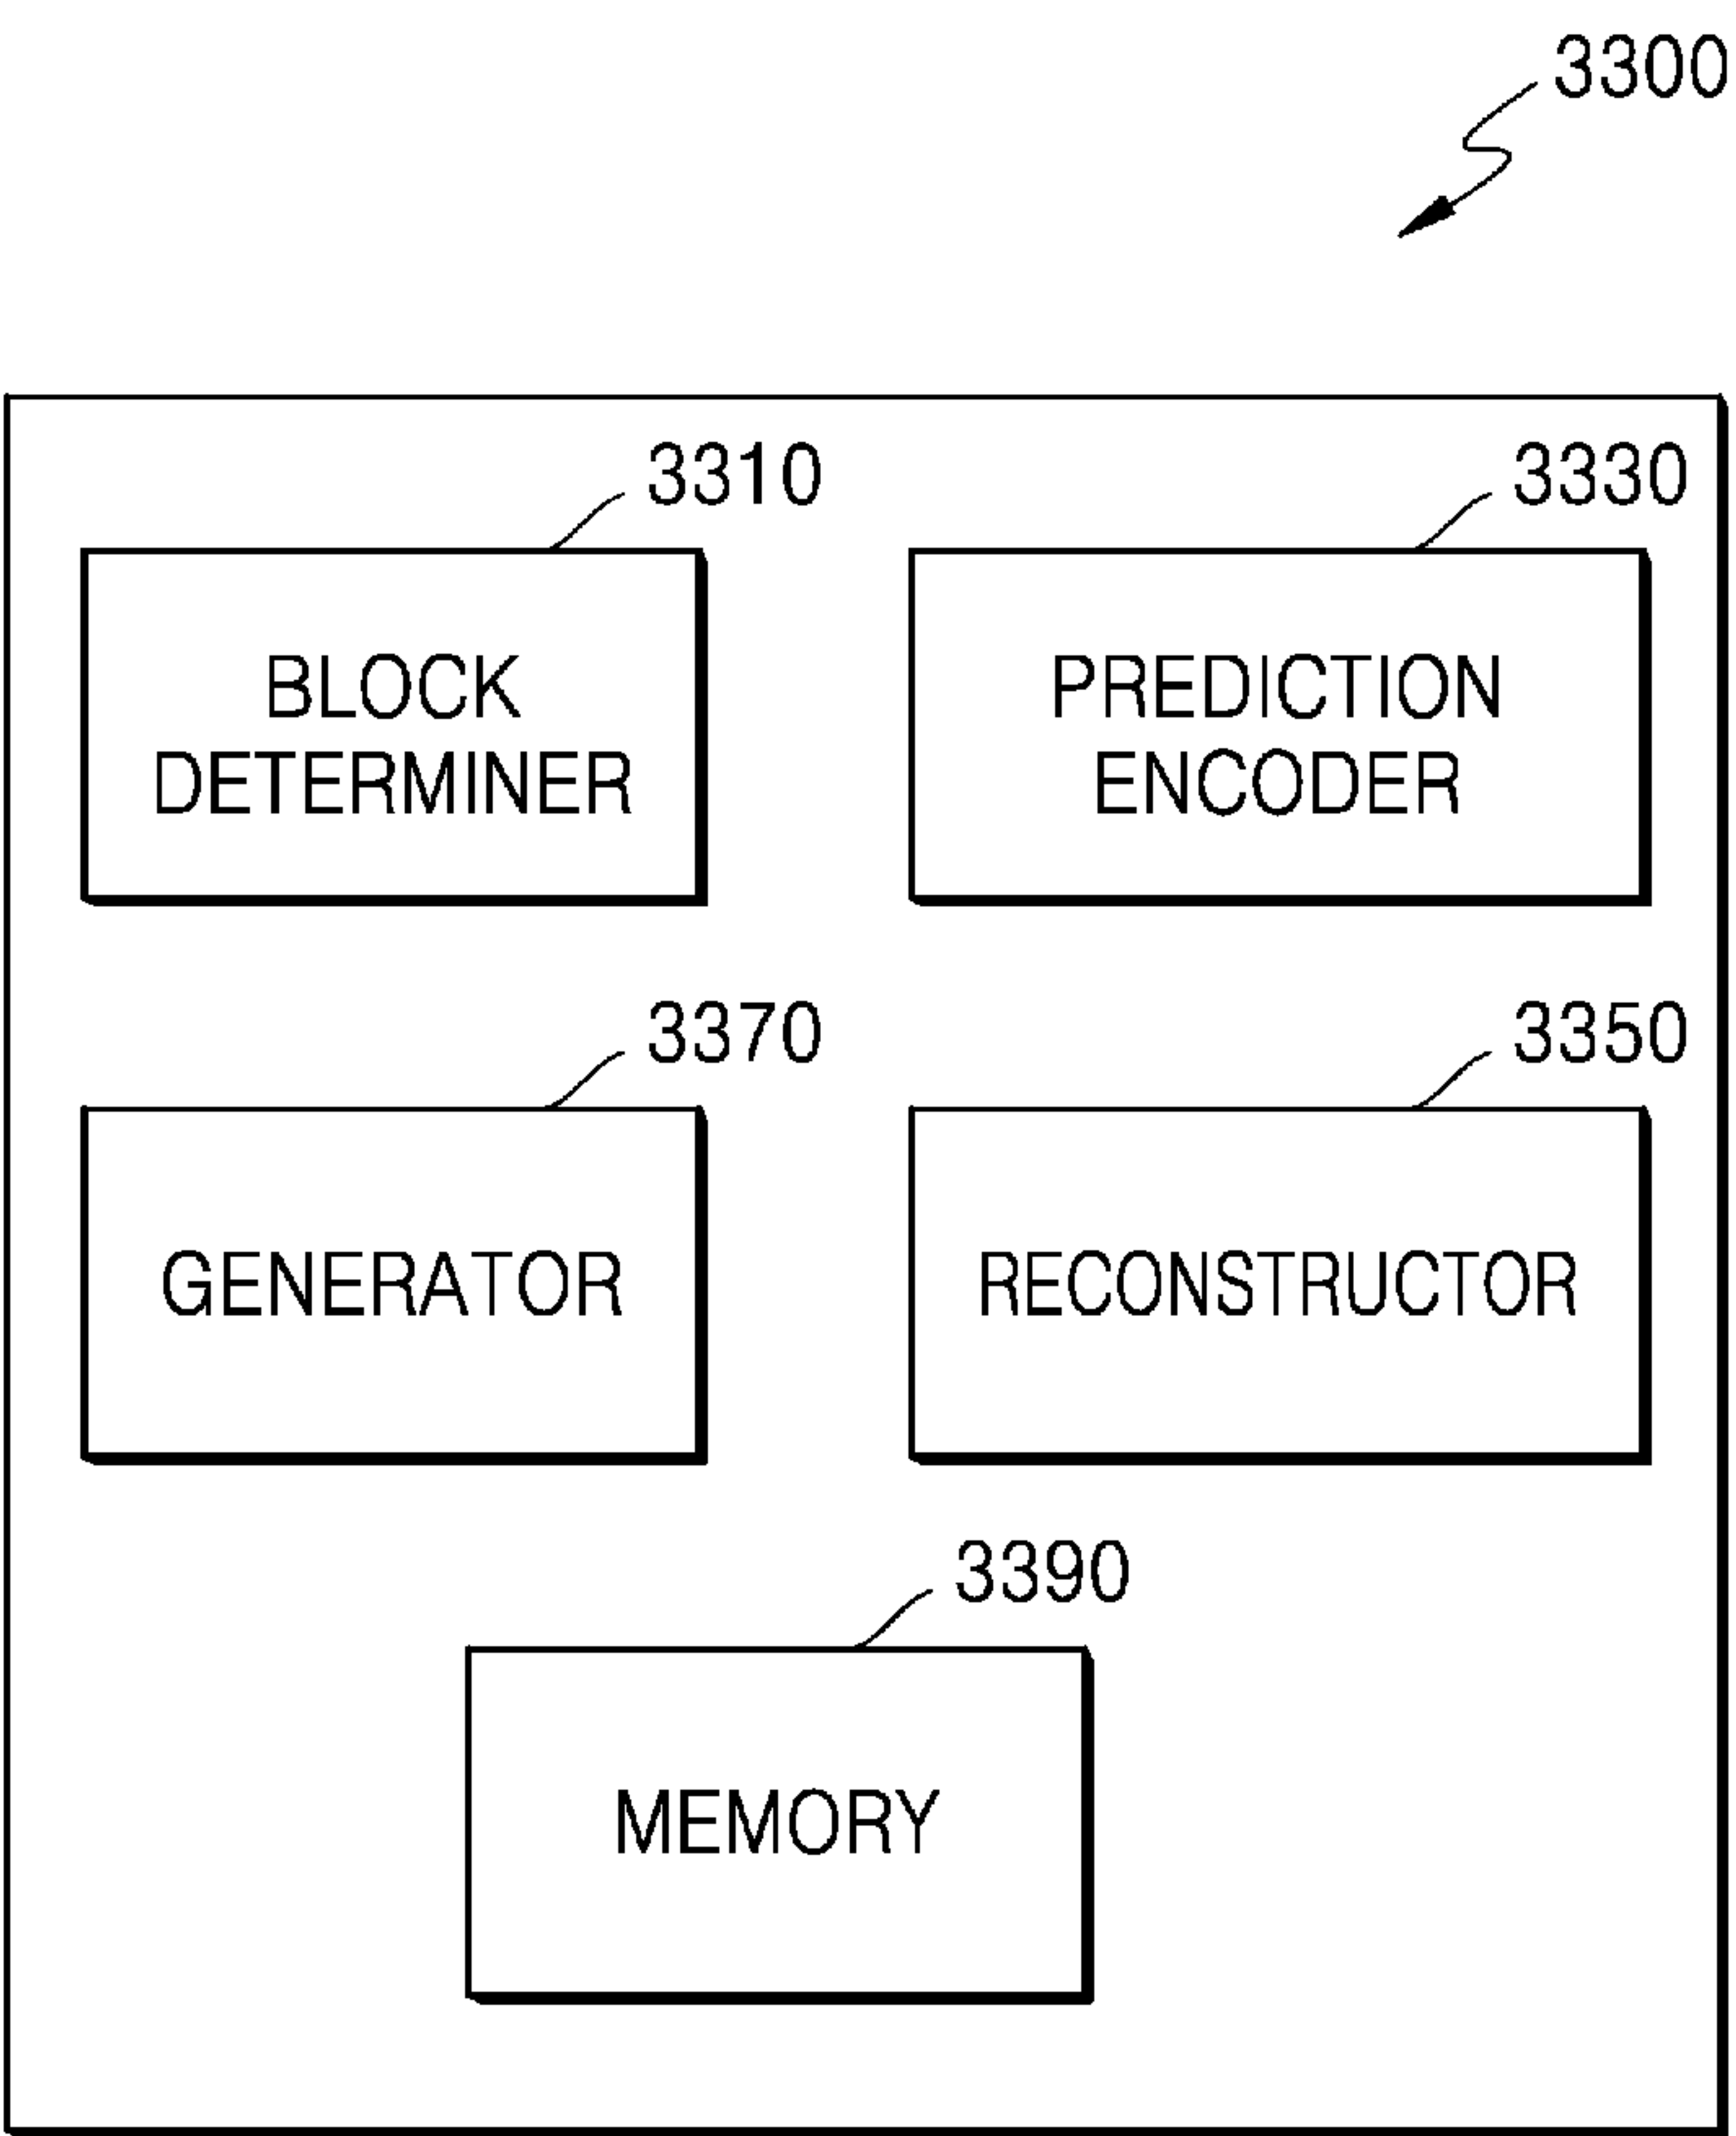 3300
3310
BLOCK
DETERMINER
3330
PREDICTION
ENCODER
3370
GENERATOR
3350
RECONSTRUCTOR
3390
MEMORY